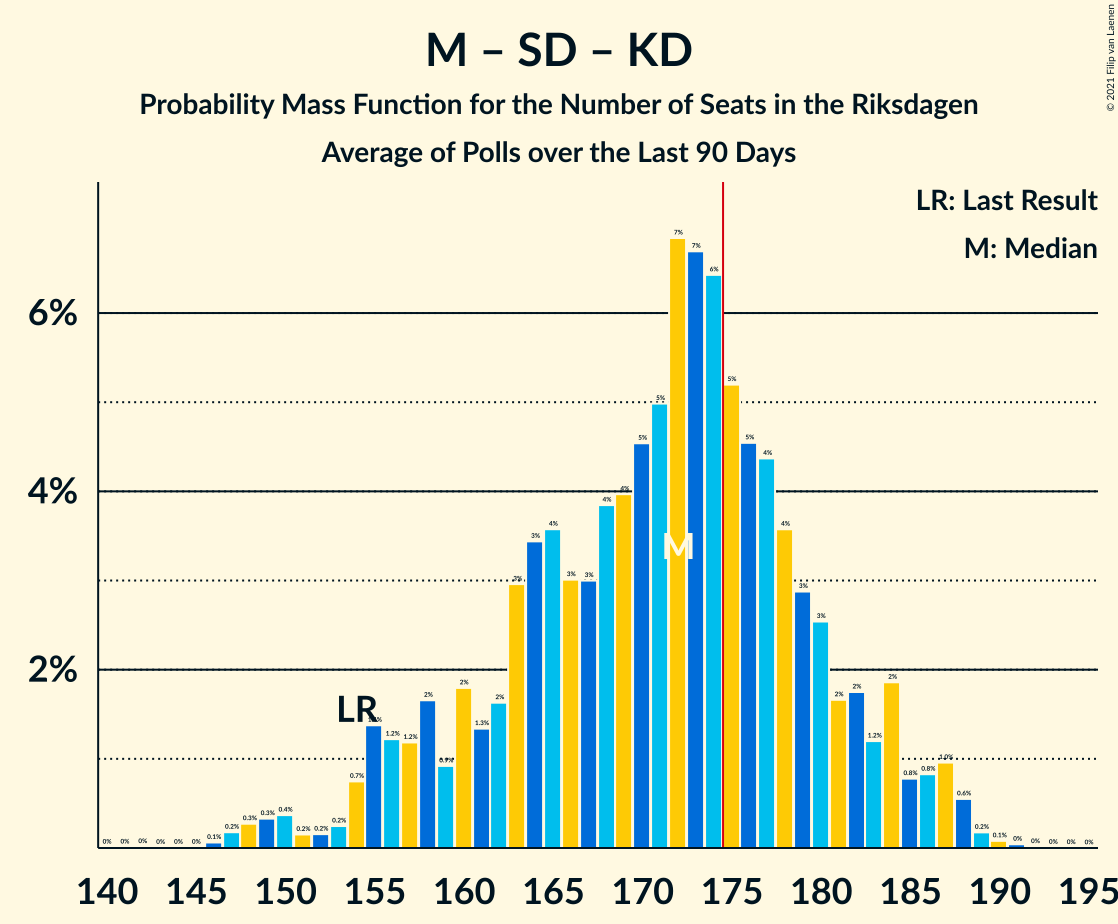 M – SD – KD
Probability Mass Function for the Number of Seats in the Riksdagen
Average of Polls over the Last 90 Days
© 2021 Filip van Laenen
LR: Last Result
M: Median
6%
4%
2%
LR
M
0% 0% 0% 0% 0% 0% 0.1% 0.2% 0.3% 0.3% 0.4% 0.2% 0.2% 0.2% 0.7% 1.2% 1.2% 2% 0.9% 2% 1.3% 2% 3% 3% 4% 3% 3% 4% 4% 5% 5% 7% 7% 6% 5% 5% 4% 4% 3% 3% 2% 2% 1.2% 2% 0.8% 0.8% 1.0% 0.6% 0.2% 0.1% 0% 0% 0% 0% 0%
140 145 150 155 160 165 170 175 180 185 190 195